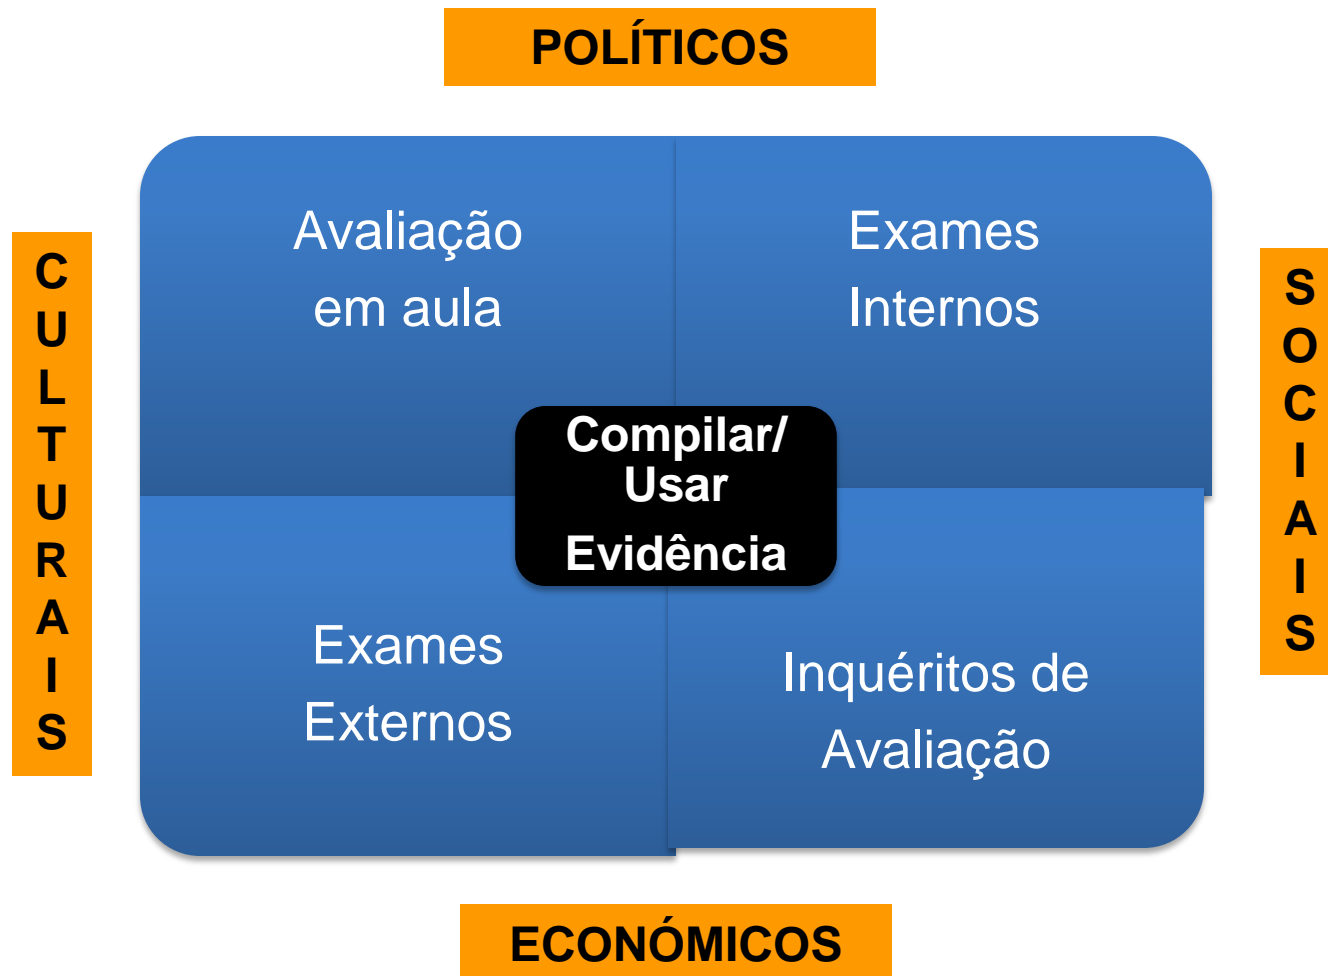 POLÍTICOS
CULTURAIS
Avaliação
em aula
Exames
Internos
SOCIAIS
Compilar/
Usar
Evidência
Exames
Externos
Inquéritos de
Avaliação
ECONÓMICOS